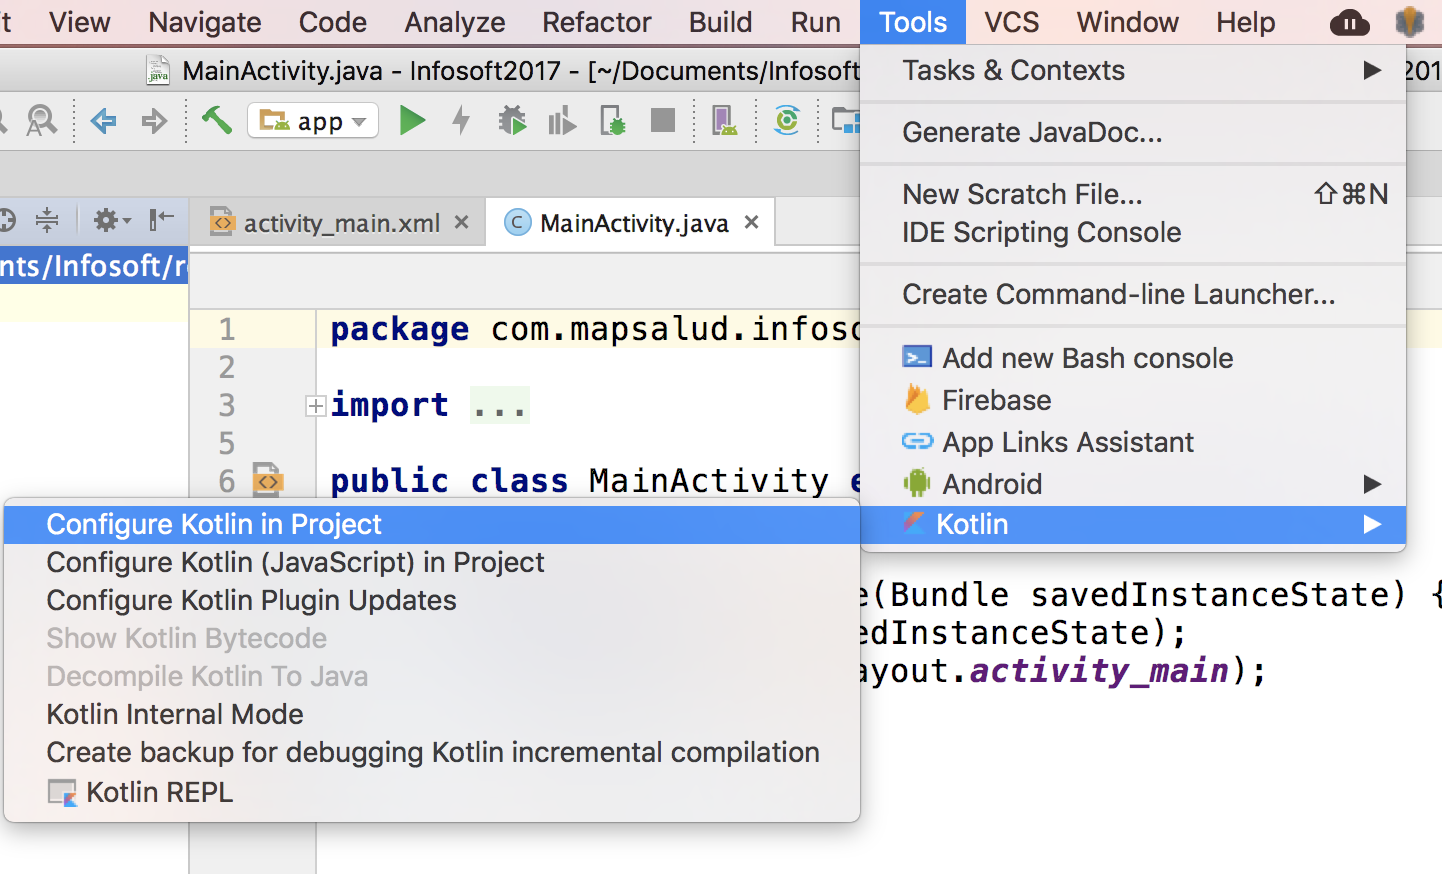 t View Navigate Code Analyze Refactor Build Run Tools VCS Window Help
MainActivity.java - Infosoft2017 - [~/Documents/Infosoft
201
app
activity_main.xml
MainActivity.java
nts/Infosoft/r
1 package com.mapsalud.infoso
2
3 import ...
5
6 public class MainActivity e
e(Bundle savedInstanceState) {
edInstanceState);
ayout.activity_main);
Tasks & Contexts
Generate JavaDoc...
New Scratch File... ⇧⌘N
IDE Scripting Console
Create Command-line Launcher...
Add new Bash console
Firebase
App Links Assistant
Android
Kotlin
Configure Kotlin in Project
Configure Kotlin (JavaScript) in Project
Configure Kotlin Plugin Updates
Show Kotlin Bytecode
Decompile Kotlin To Java
Kotlin Internal Mode
Create backup for debugging Kotlin incremental compilation
Kotlin REPL